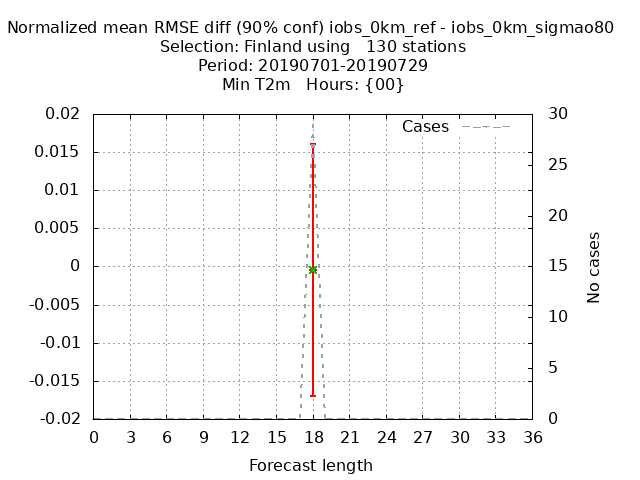 Normalized mean RMSE diff (90% conf) iobs_0km_ref - iobs_0km_sigmao80
Selection: Finland using   130 stations
Period: 20190701-20190729
Min T2m   Hours: {00}
Cases
0.02
0.015
0.01
0.005
0
-0.005
-0.01
-0.015
-0.02
30
25
20
15
10
5
0
No cases
0 3 6 9 12 15 18 21 24 27 30 33 36
Forecast length